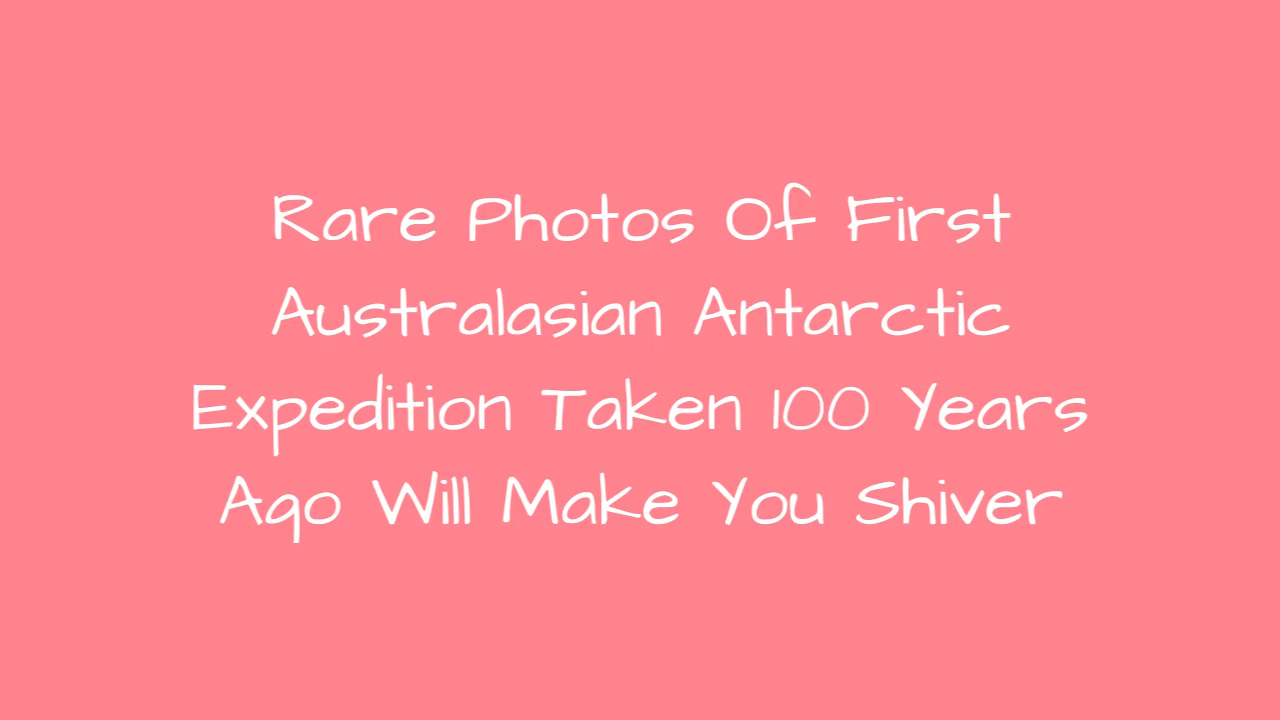 Rare Photos Of First
Australasian Antarctic
Expedition Taken 100 Years
Ago Will Make You Shiver